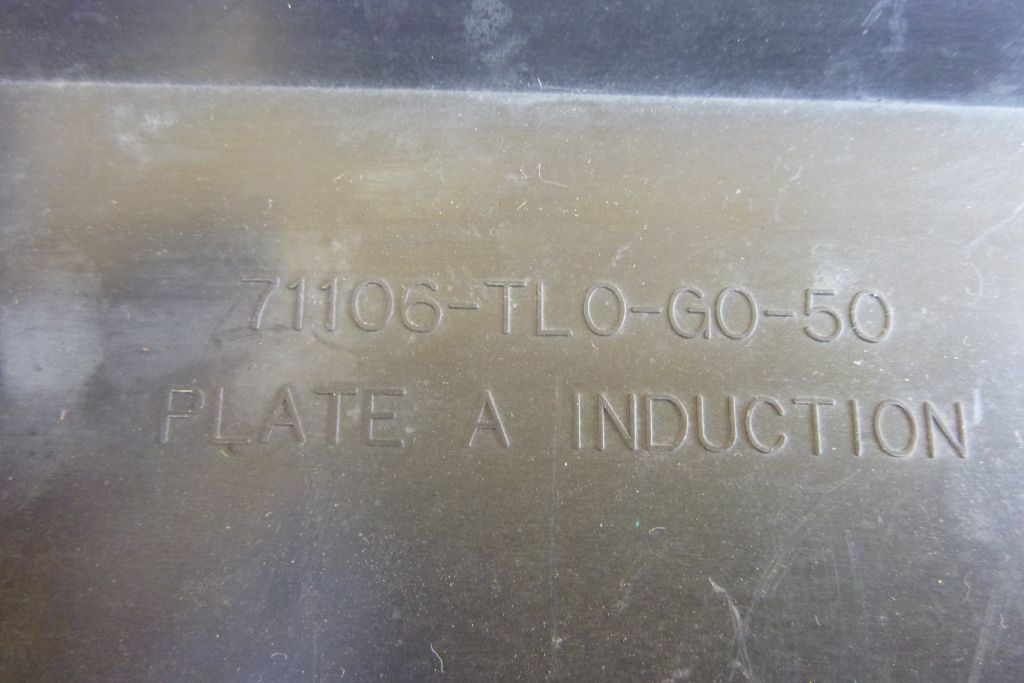 71106-TL0-G0-50
PLATE A INDUCTION